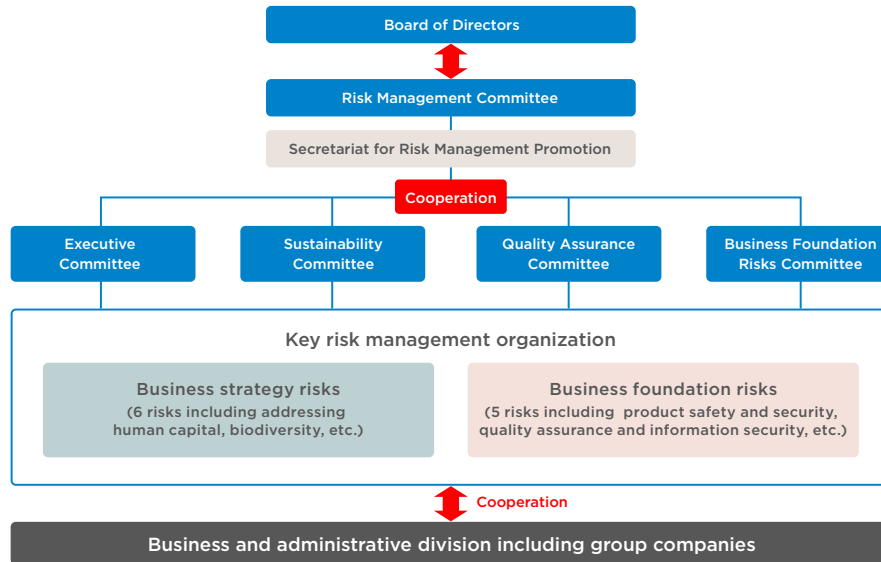 Board of Directors
Risk Management Committee
Secretariat for Risk Management Promotion
Cooperation
Executive
Committee
Sustainability
Committee
Quality Assurance
Committee
Business Foundation
Risks Committee
Key risk management organization
Business strategy risks
(6 risks including addressing
human capital, biodiversity, etc.)
Business foundation risks
(5 risks including product safety and security,
quality assurance and information security, etc.)
Cooperation
Business and administrative division including group companies